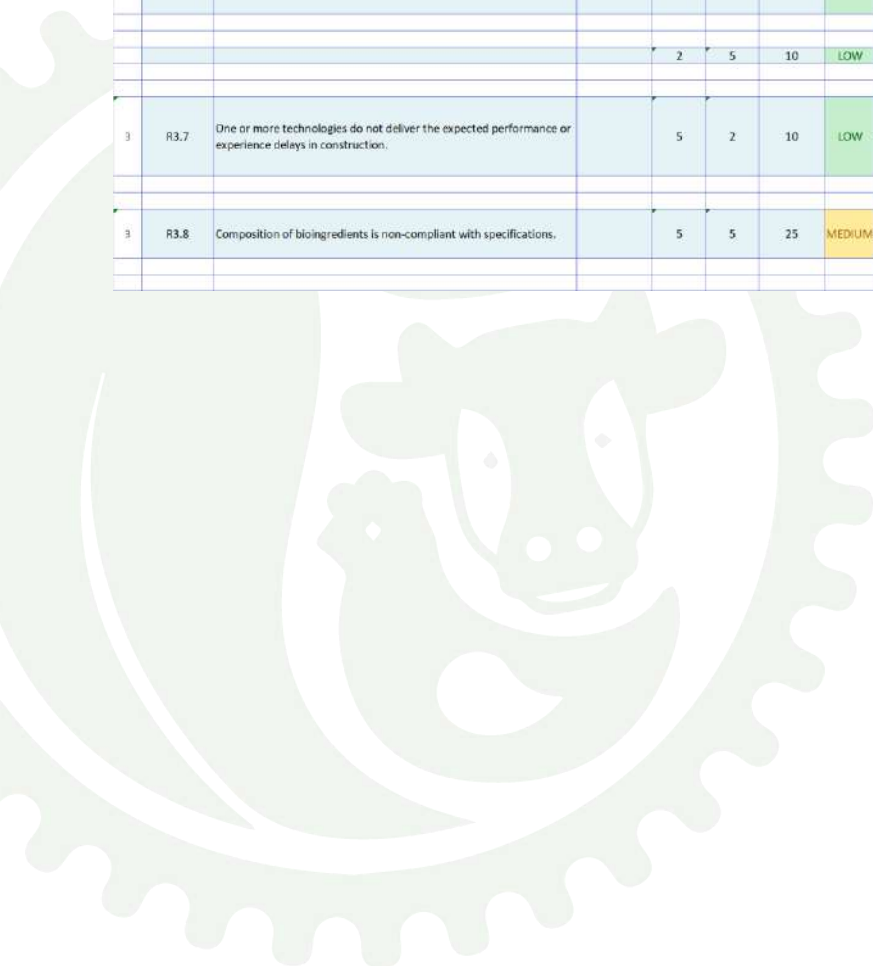 2 5 10 LOW
3 R3.7 One or more technologies do not deliver the expected performance or
experience delays in construction. 5 2 10 LOW
3 R3.8 Composition of bioingredients is non-compliant with specifications. 5 5 25 MEDIUM